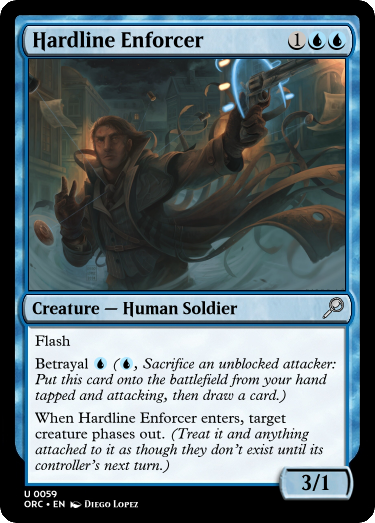 Hardline Enforcer 1
Creature — Human Soldier
Flash
Betrayal (, Sacrifice an unblocked attacker:
Put this card onto the battlefield from your hand
tapped and attacking, then draw a card.)
When Hardline Enforcer enters, target
creature phases out. (Treat it and anything
attached to it as though they don't exist until its
controller's next turn.)
3/1
U 0059
ORC • EN Diego Lopez